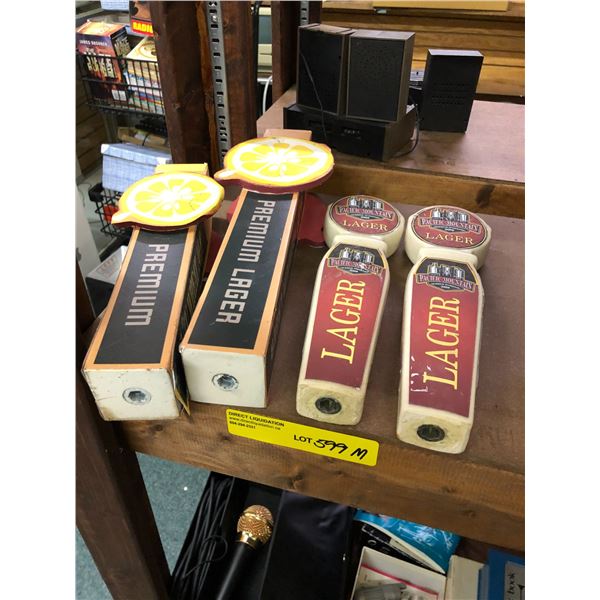 PREMIUM
PREMIUM LAGER
PACIFIC MOUNTAIN
LAGER
PACIFIC MOUNTAIN
LAGER
PACIFIC MOUNTAIN
LAGER
PACIFIC MOUNTAIN
LAGER
DIRECT LIQUIDATION
LOT 599 M
book